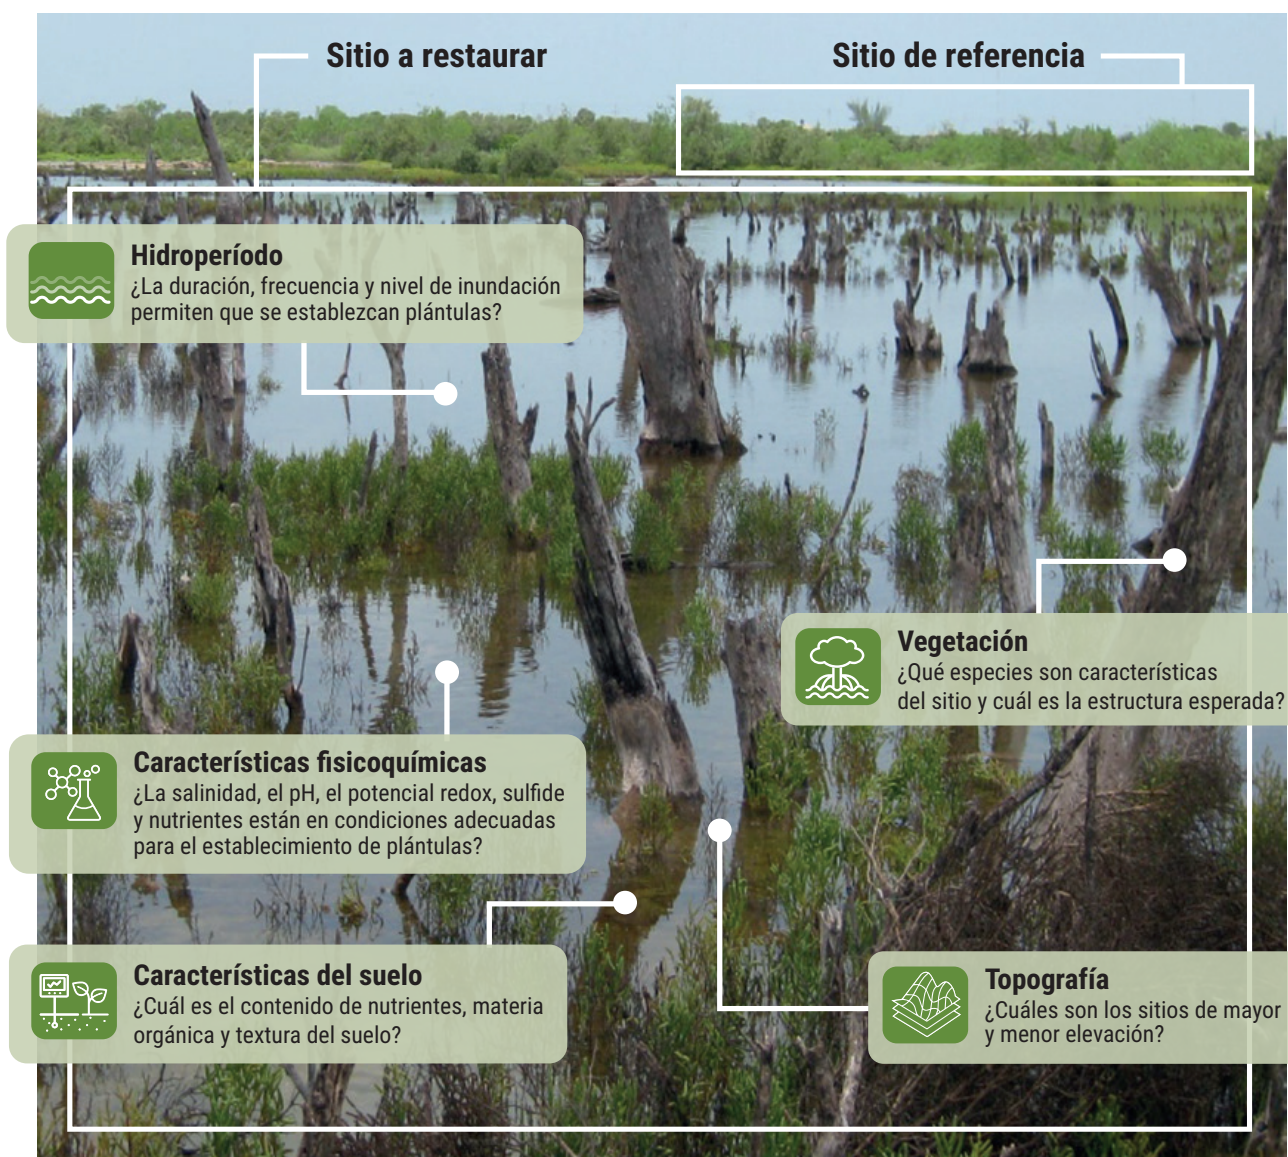 Sitio a restaurar
Sitio de referencia
Hidroperíodo
¿La duración, frecuencia y nivel de inundación
permiten que se establezcan plántulas?
Vegetación
¿Qué especies son características
del sitio y cuál es la estructura esperada?
Características fisicoquímicas
¿La salinidad, el pH, el potencial redox, sulfide
y nutrientes están en condiciones adecuadas
para el establecimiento de plántulas?
Características del suelo
¿Cuál es el contenido de nutrientes, materia
orgánica y textura del suelo?
Topografía
¿Cuáles son los sitios de mayor
y menor elevación?